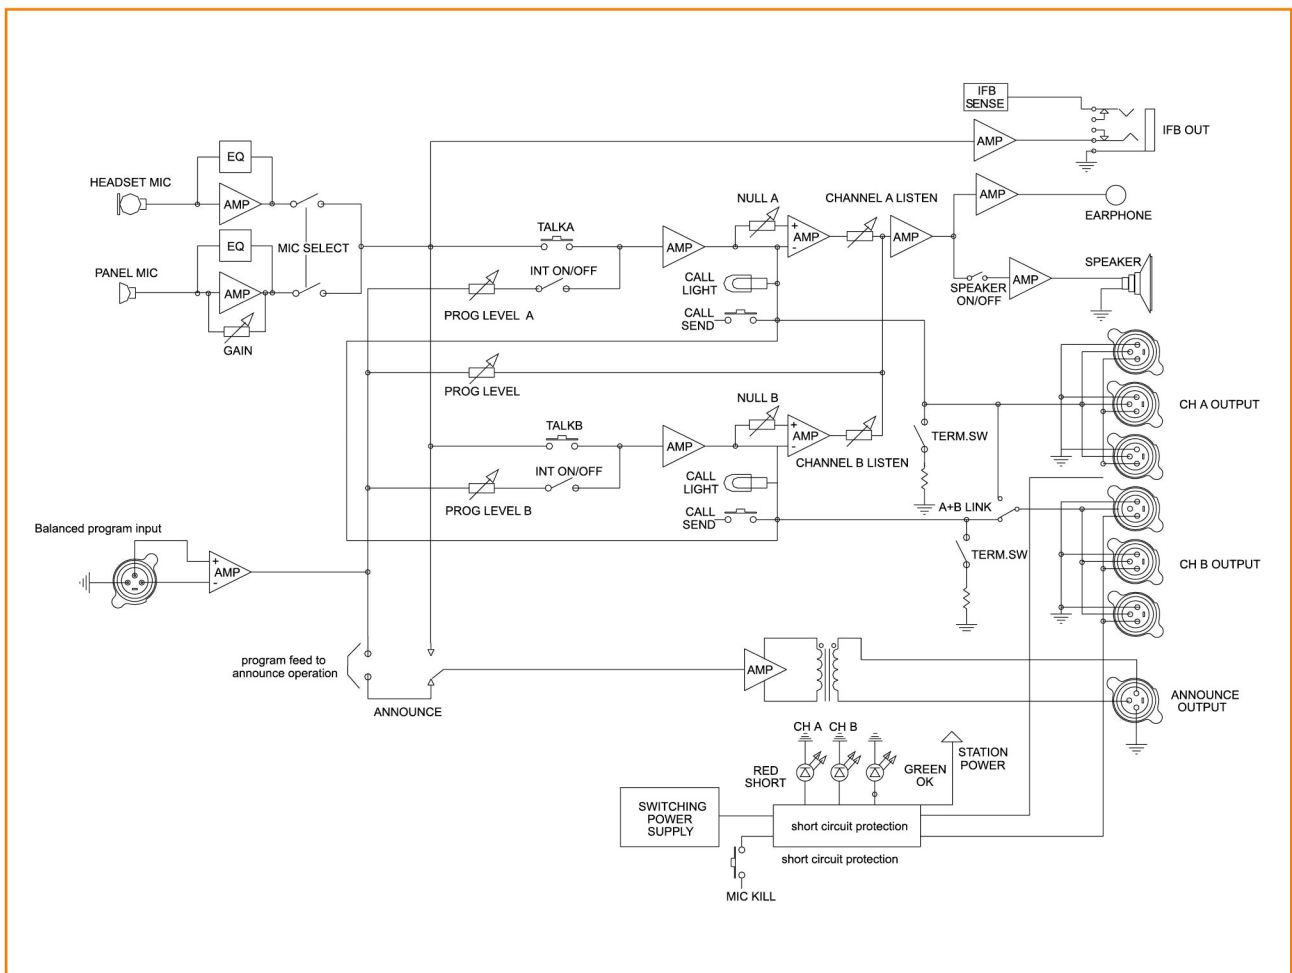 IFB
SENSE
IFB OUT
AMP
EQ
HEADSET MIC
AMP
AMP
EARPHONE
NULL A
CHANNEL A LISTEN
TALKA
MIC SELECT
EQ
AMP
+
-
AMP
AMP
SPEAKER
PANEL MIC
AMP
GAIN
INT ON/OFF
PROG LEVEL A
CALL
LIGHT
CALL
SEND
SPEAKER
ON/OFF
AMP
PROG LEVEL
NULL B
CH A OUTPUT
TALKB
AMP
+
-
AMP
TERM.SW
CHANNEL B LISTEN
INT ON/OFF
PROG LEVEL B
CALL
LIGHT
CALL
SEND
A+B LINK
Balanced program input
+
-
AMP
TERM.SW
CH B OUTPUT
program feed to
announce operation
ANNOUNCE
AMP
ANNOUNCE
OUTPUT
CH A
CH B
RED
SHORT
GREEN
OK
STATION
POWER
SWITCHING
POWER
SUPPLY
short circuit protection
short circuit protection
MIC KILL